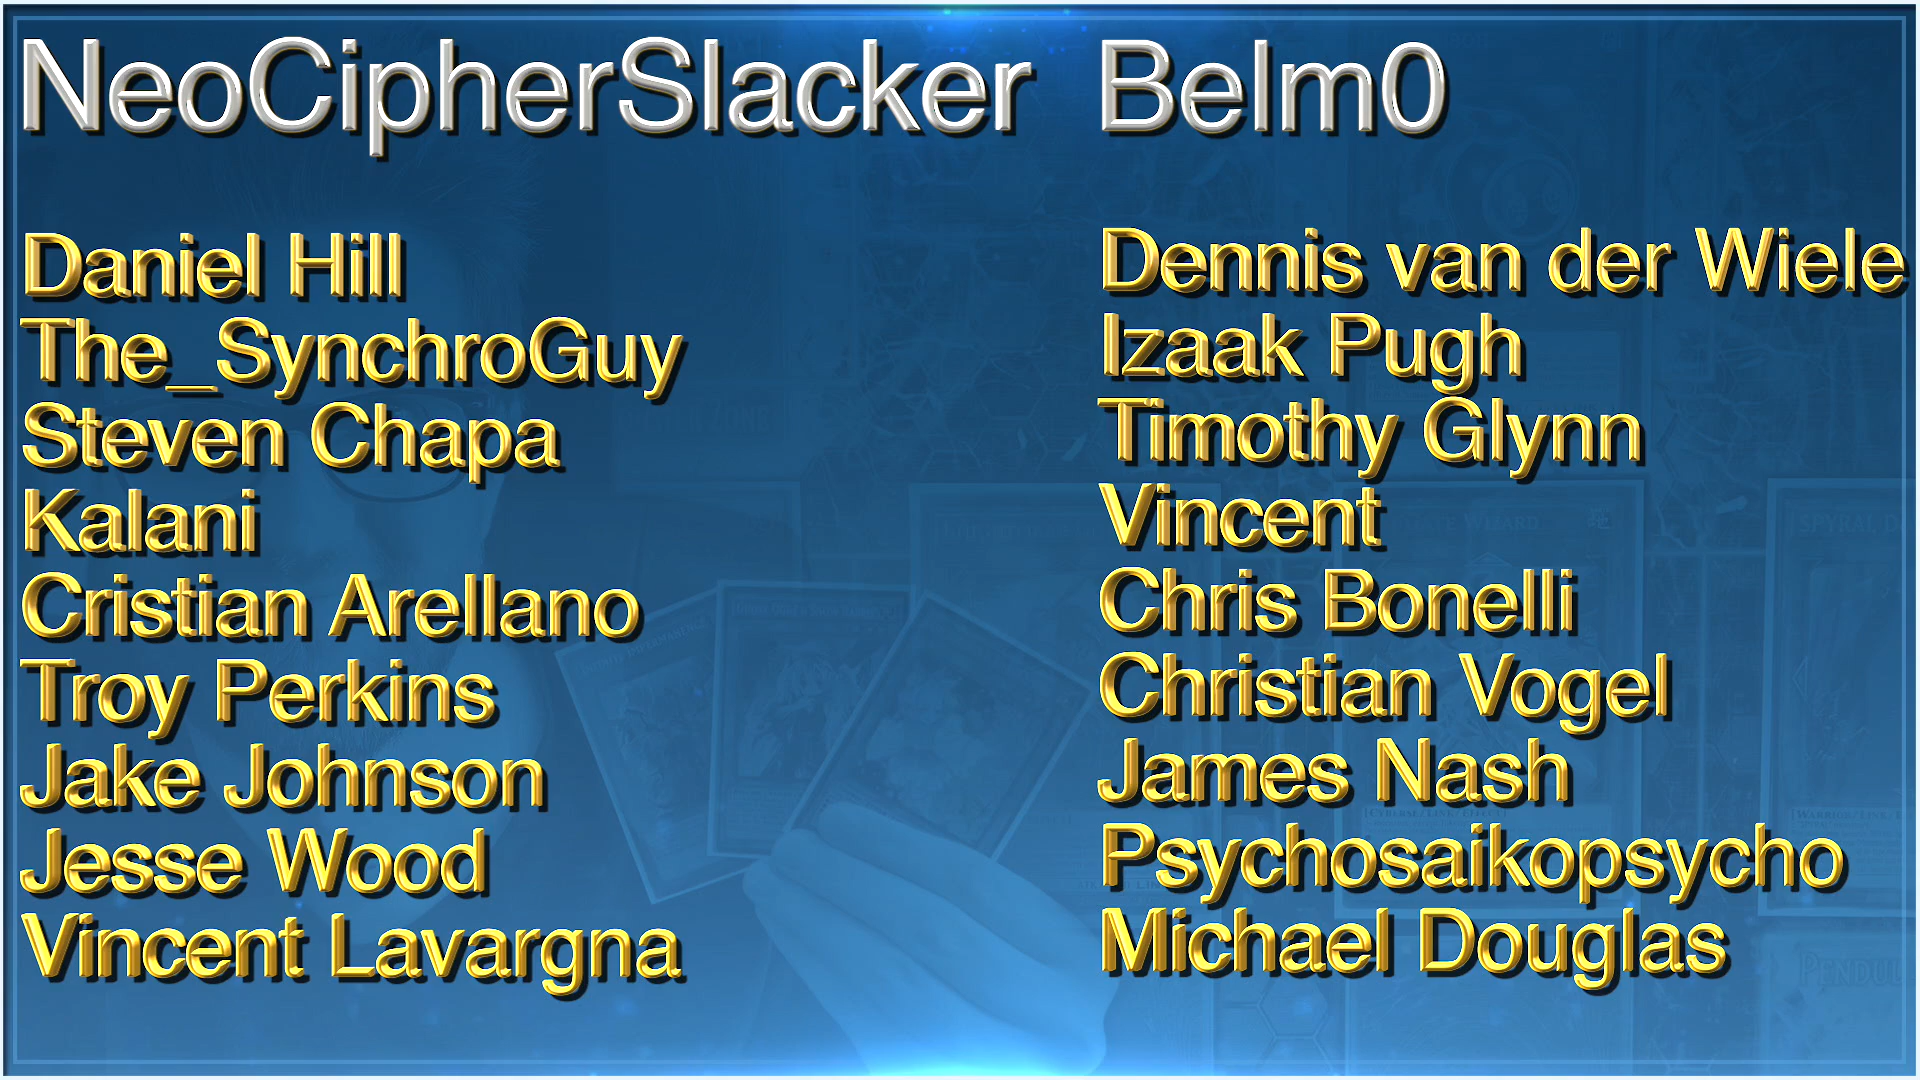 NeoCipherSlacker
Belm0
Daniel Hill
The_SynchroGuy
Steven Chapa
Kalani
Cristian Arellano
Troy Perkins
Jake Johnson
Jesse Wood
Vincent Lavargna
Dennis van der Wiele
Izaak Pugh
Timothy Glynn
Vincent
Chris Bonelli
Christian Vogel
James Nash
Psychosaikopsycho
Michael Douglas